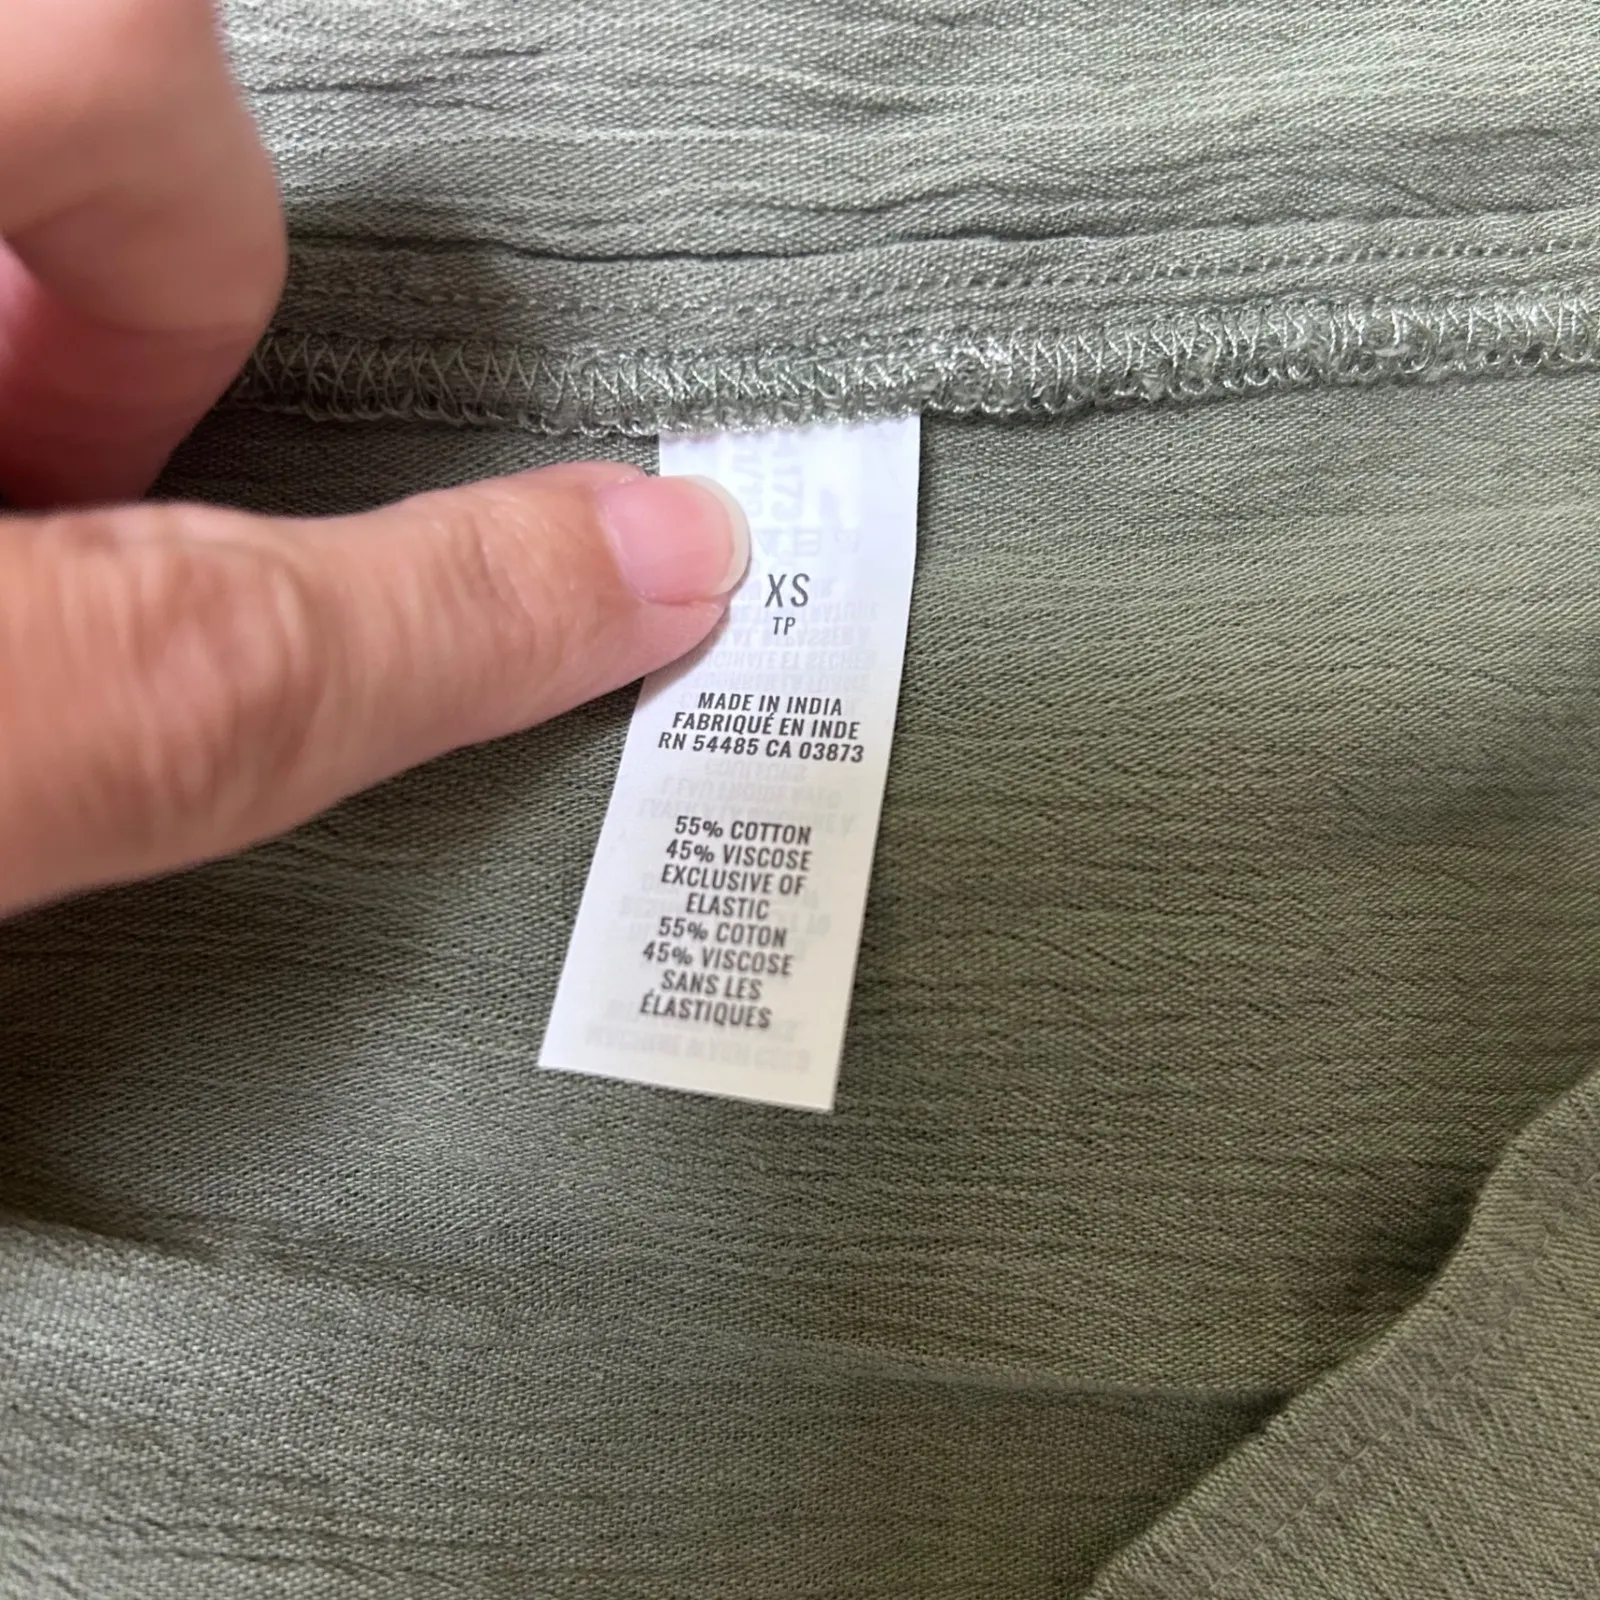 XS
TP
MADE IN INDIA
FABRIQUÉ EN INDE
RN 54485 CA 03873
55% COTTON
45% VISCOSE
EXCLUSIVE OF
ELASTIC
55% COTON
45% VISCOSE
SANS LES
ÉLASTIQUES